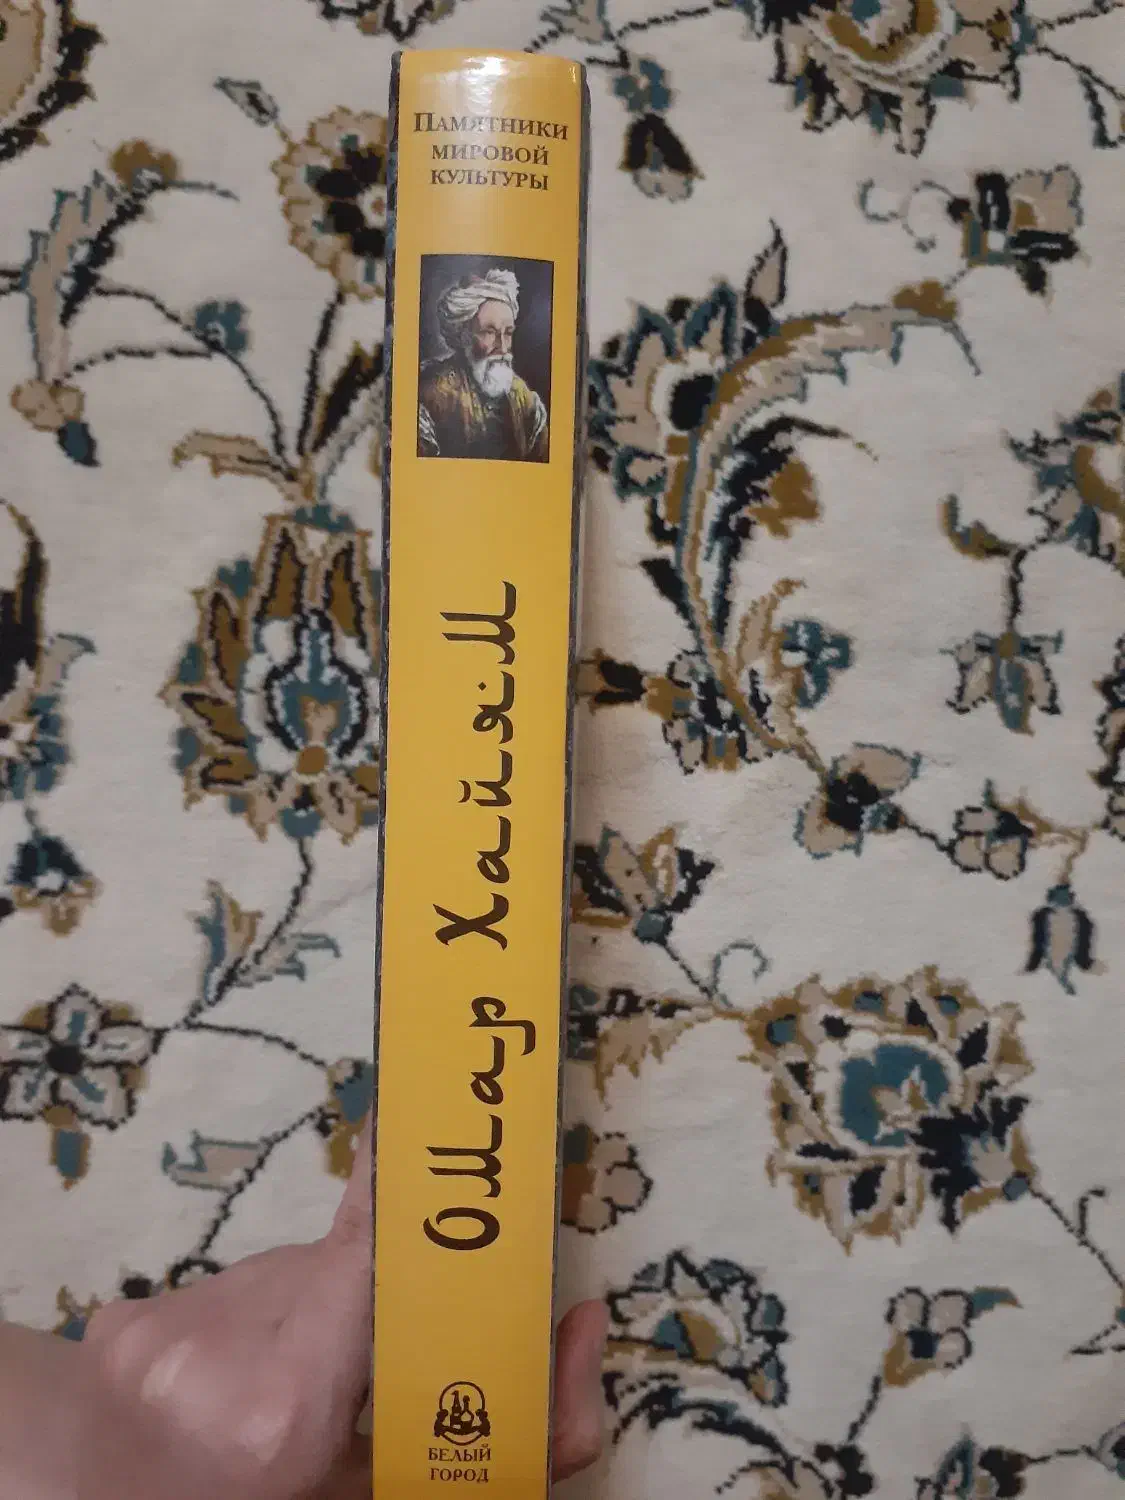 Памятники
мировой
культуры
Омар Хайям
БЕЛЫЙ
ГОРОД